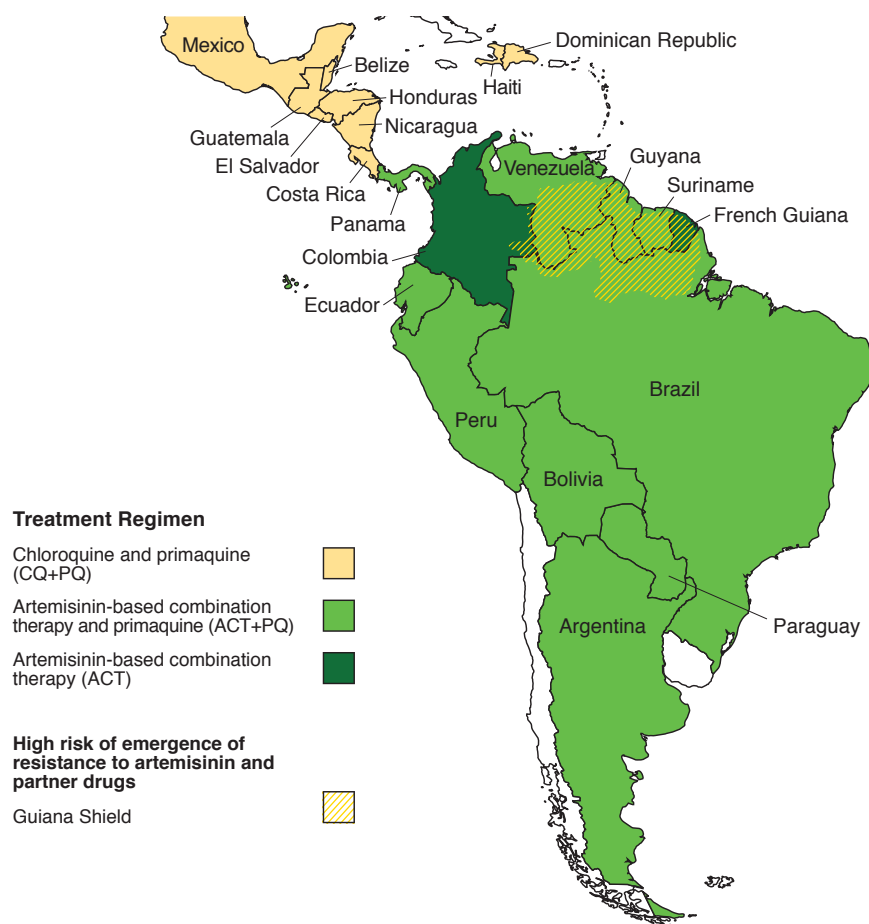 Mexico
Dominican Republic
Belize
Haiti
Honduras
Guatemala
Nicaragua
El Salvador
Venezuela
Guyana
Costa Rica
Suriname
Panama
French Guiana
Colombia
Ecuador
Brazil
Peru
Bolivia
Argentina
Paraguay
Treatment Regimen
Chloroquine and primaquine
(CQ+PQ)
Artemisinin-based combination
therapy and primaquine (ACT+PQ)
Artemisinin-based combination
therapy (ACT)
High risk of emergence of
resistance to artemisinin and
partner drugs
Guiana Shield